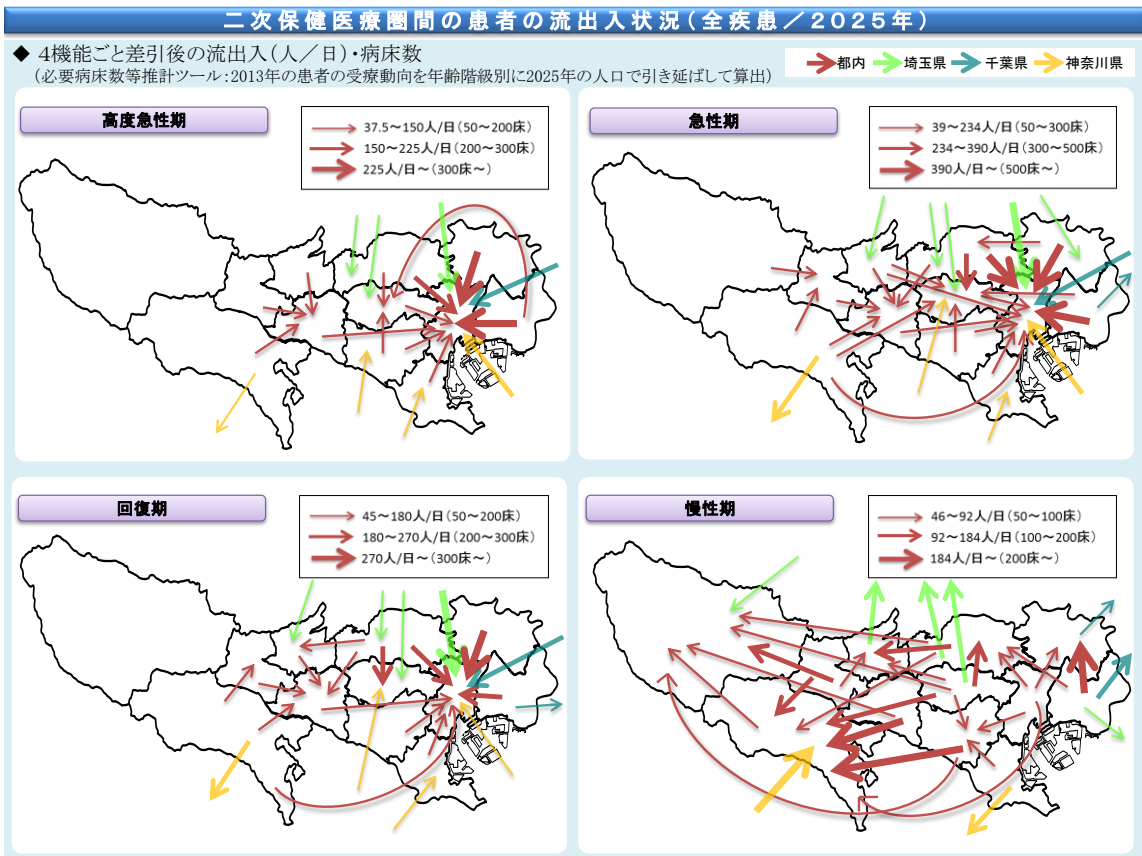 二次保健医療圏間の患者の流出入状況（全疾患／２０２５年）
◆ ４機能ごと差引後の流出入（人／日）・病床数
（必要病床数等推計ツール：2013年の患者の受療動向を年齢階級別に2025年の人口で引き延ばして算出）
都内 埼玉県 千葉県 神奈川県
高度急性期
37.5～150人/日（50～200床）
150～225人/日（200～300床）
225人/日～（300床～）
急性期
39～234人/日（50～300床）
234～390人/日（300～500床）
390人/日～（500床～）
回復期
45～180人/日（50～200床）
180～270人/日（200～300床）
270人/日～（300床～）
慢性期
46～92人/日（50～100床）
92～184人/日（100～200床）
184人/日～（200床～）